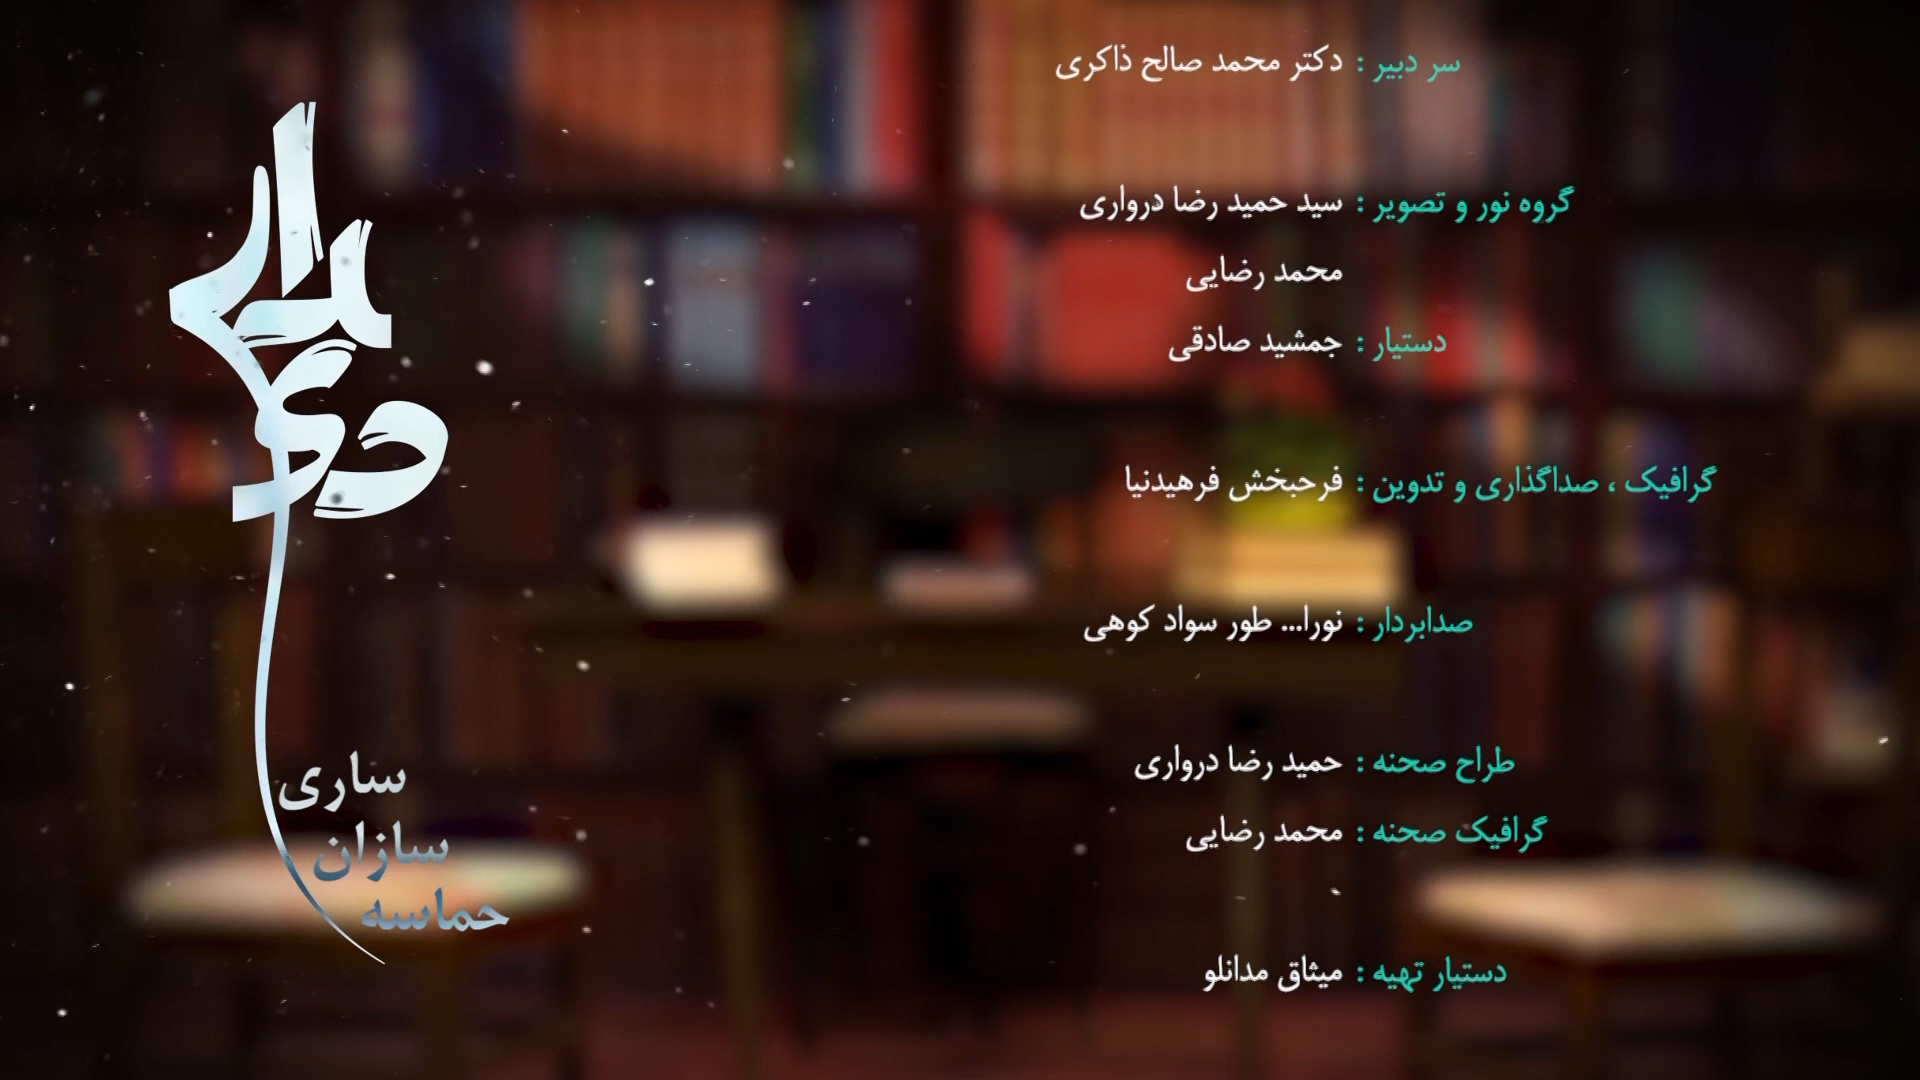 سر دبیر : دکتر محمد صالح ذاکری
گروه نور و تصویر : سید حمید رضا درواری
محمد رضایی
دستیار : جمشید صادقی
گرافیک ، صداگذاری و تدوین : فرحبخش فرهیدنیا
صدابردار : نورا... طور سواد کوهی
طراح صحنه : حمید رضا درواری
گرافیک صحنه : محمد رضایی
دستیار تهیه : میثاق مدانلو
ساری
سازان
حماسه